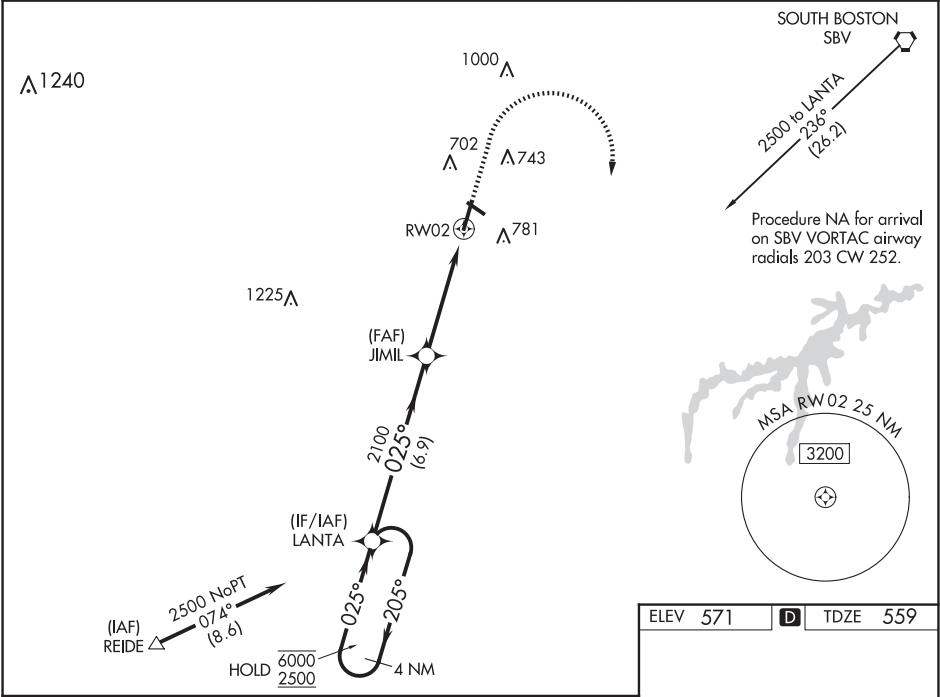 SOUTH BOSTON
SBV
1240
1000
2500 to LANTA
236°
(26.2)
702
743
RW02
781
Procedure NA for arrival
on SBV VORTAC airway
radials 203 CW 252.
1225
(FAF)
JIMIL
MSA RW02 25 NM
3200
2100
025°
(6.9)
(IF/IAF)
LANTA
2500 NoPT
074°
(8.6)
(IAF)
REIDE
025°
205°
HOLD
6000
2500
4 NM
ELEV 571 D TDZE 559